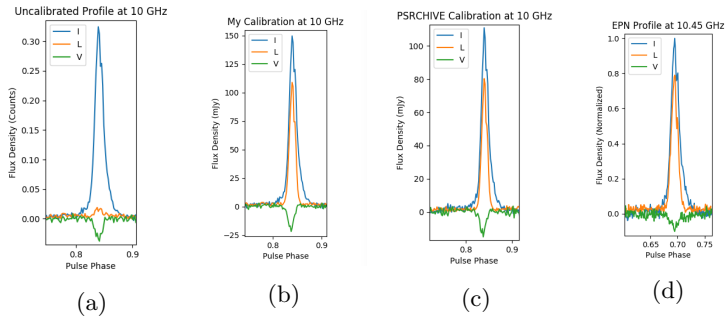 Uncalibrated Profile at 10 GHz
I
L
V
Flux Density (Counts)
0.30
0.25
0.20
0.15
0.10
0.05
0.00
0.8
0.9
Pulse Phase
(a)
My Calibration at 10 GHz
I
L
V
Flux Density (mJy)
150
125
100
75
50
25
0
−25
0.8
0.9
Pulse Phase
(b)
PSRCHIVE Calibration at 10 GHz
I
L
V
Flux Density (mJy)
100
80
60
40
20
0
0.8
0.9
Pulse Phase
(c)
EPN Profile at 10.45 GHz
I
L
V
Flux Density (Normalized)
1.0
0.8
0.6
0.4
0.2
0.0
0.65
0.70
0.75
Pulse Phase
(d)